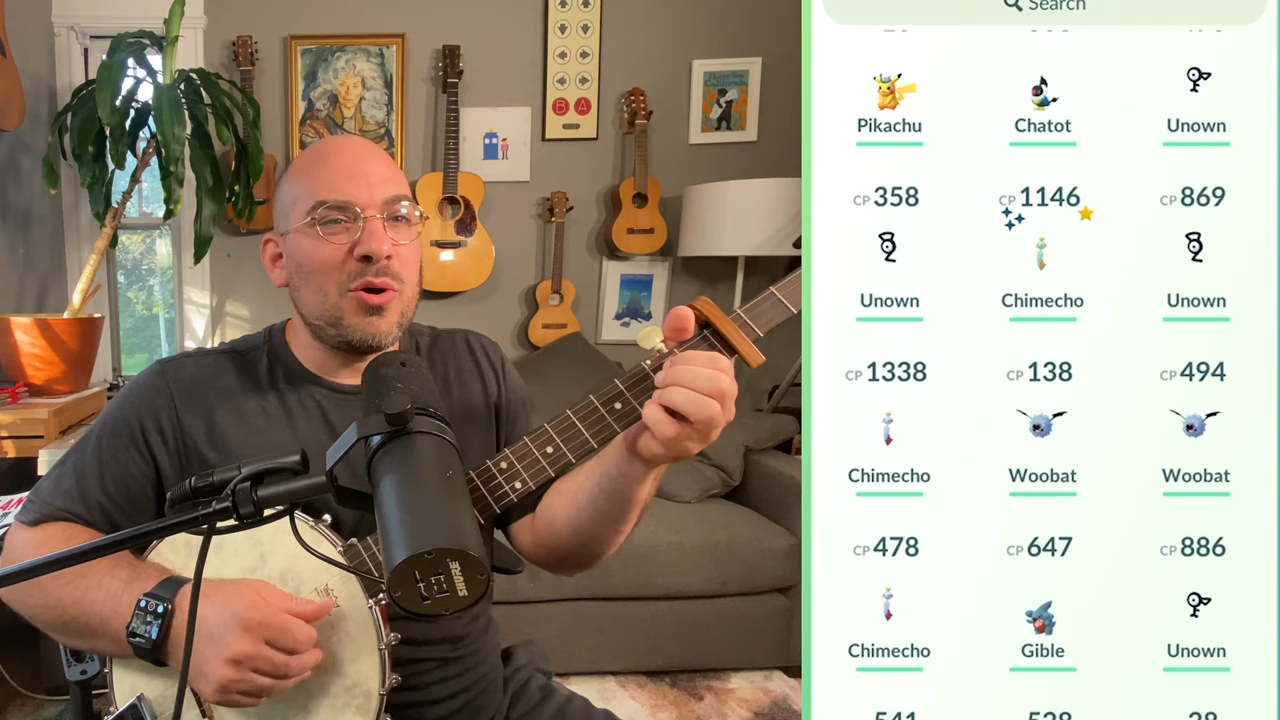 Search
Pikachu
Chatot
Unown
CP 358
CP 1146
CP 869
Unown
Chimecho
Unown
CP 1338
CP 138
CP 494
Chimecho
Woobat
Woobat
CP 478
CP 647
CP 886
Chimecho
Gible
Unown
B A
SHURE